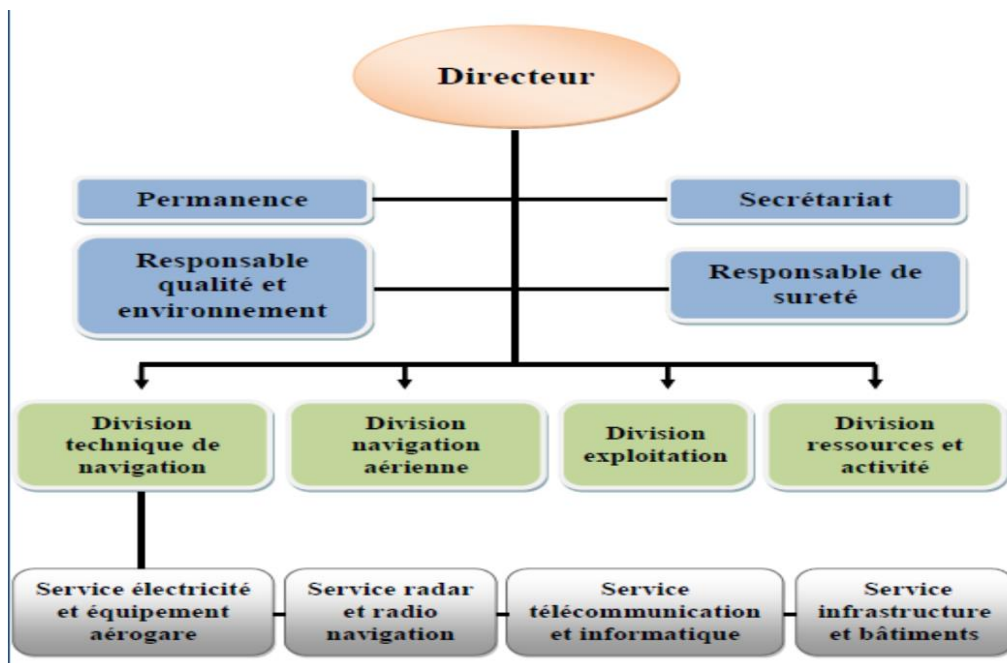 Directeur
Permanence
Secrétariat
Responsable
qualité et
environnement
Responsable de
sureté
Division
technique de
navigation
Division
navigation
aérienne
Division
exploitation
Division
ressources et
activité
Service électricité
et équipement
aérogare
Service radar
et radio
navigation
Service
télécommunication
et informatique
Service
infrastructure
et bâtiments